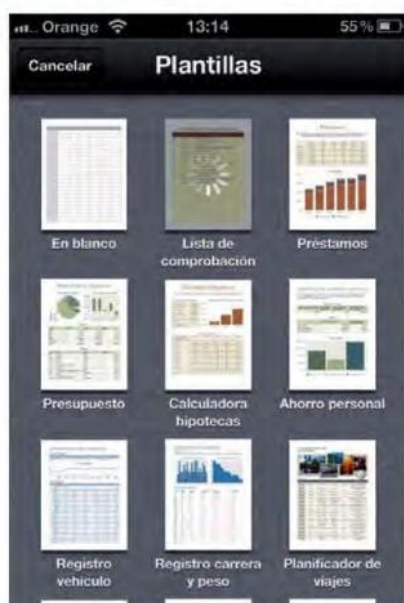 Orange 13:14 55 %
Cancelar Plantillas
En blanco
Lista de
comprobación
Préstamos
Presupuesto
Calculadora
hipotecas
Ahorro personal
Registro
vehículo
Registro carrera
y peso
Planificador de
viajes